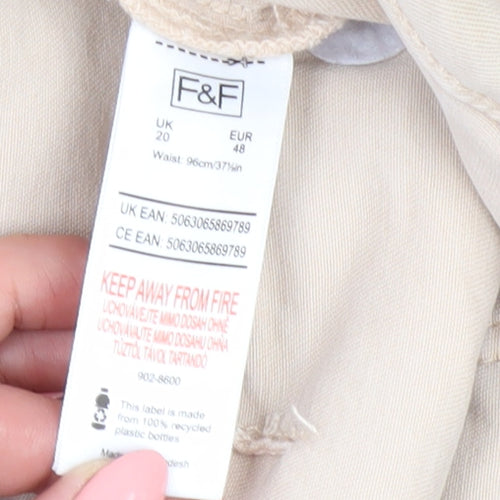 F&F
UK EUR
20 48
Waist. 96cm/37¾in
UK EAN: 5063065869789
CE EAN: 5063065869789
KEEP AWAY FROM FIRE
UCHOVÁVEJTE MIMO DOSAH OHNĚ
UCHOVÁVAJTE MIMO DOSAHU OHŇA
TŰZTŐL TÁVOL TARTANDÓ
902-8600
This label is made
from 100% recycled
plastic bottles